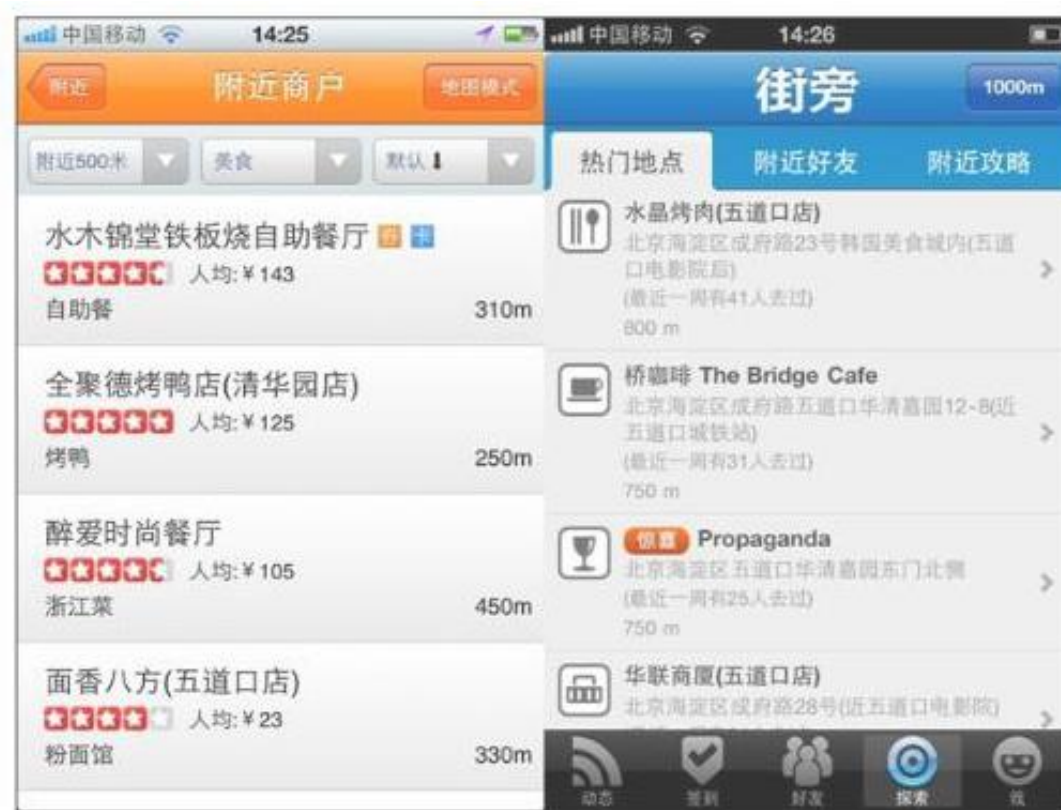 中国移动 14:25
附近 附近商户 地图模式
附近500米 美食 默认
水木锦堂铁板烧自助餐厅 卡
人均:¥143
自助餐 310m
全聚德烤鸭店(清华园店)
人均:¥125
烤鸭 250m
醉爱时尚餐厅
人均:¥105
浙江菜 450m
面香八方(五道口店)
人均:¥23
粉面馆 330m
中国移动 14:26
街旁 1000m
热门地点 附近好友 附近攻略
水晶烤肉(五道口店)
北京海淀区成府路23号韩国美食城内(五道
口电影院后)
(最近一周有41人去过)
800 m
桥咖啡 The Bridge Cafe
北京海淀区成府路五道口华清嘉园12-8(近
五道口城铁站)
(最近一周有31人去过)
750 m
惊喜 Propaganda
北京海淀区五道口华清嘉园东门北侧
(最近一周有25人去过)
750 m
华联商厦(五道口店)
北京海淀区成府路28号(近五道口电影院)
动态 签到 好友 探索 我